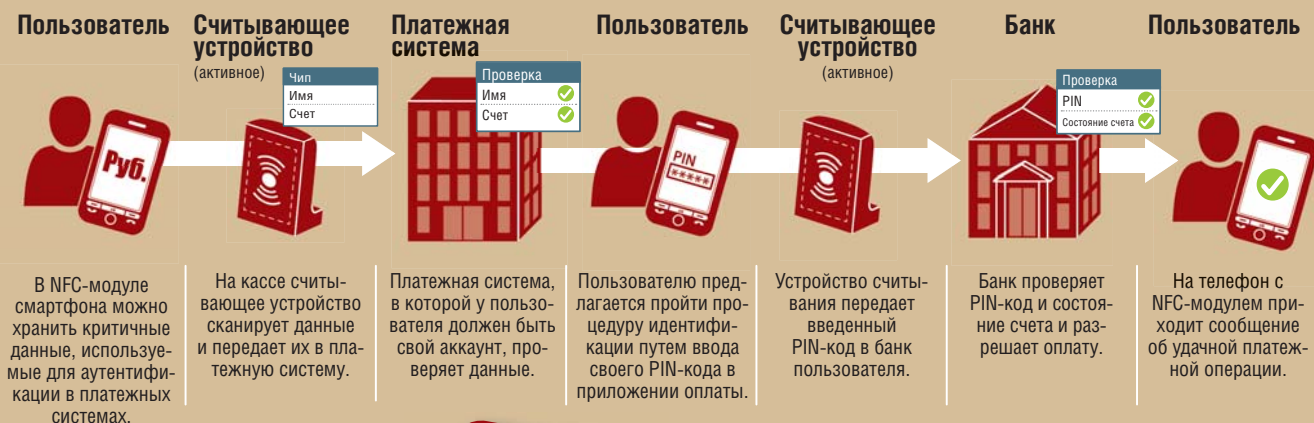 Пользователь
Считывающее
устройство
(активное)
Платежная
система
Пользователь
Считывающее
устройство
(активное)
Банк
Пользователь
Руб.
Чип
Имя
Счет
Проверка
Имя
Счет
PIN
*****
Проверка
PIN
Состояние счета
В NFC-модуле
смартфона можно
хранить критичные
данные, используе-
мые для аутентифи-
кации в платежных
системах.
На кассе считы-
вающее устройство
сканирует данные
и передает их в пла-
тежную систему.
Платежная система,
в которой у пользо-
вателя должен быть
свой аккаунт, про-
веряет данные.
Пользователю пред-
лагается пройти про-
цедуру идентифи-
кации путем ввода
своего PIN-кода в
приложении оплаты.
Устройство считы-
вания передает
введенный
PIN-код в банк
пользователя.
Банк проверяет
PIN-код и состоя-
ние счета и раз-
решает оплату.
На телефон с
NFC-модулем при-
ходит сообщение
об удачной платеж-
ной операции.